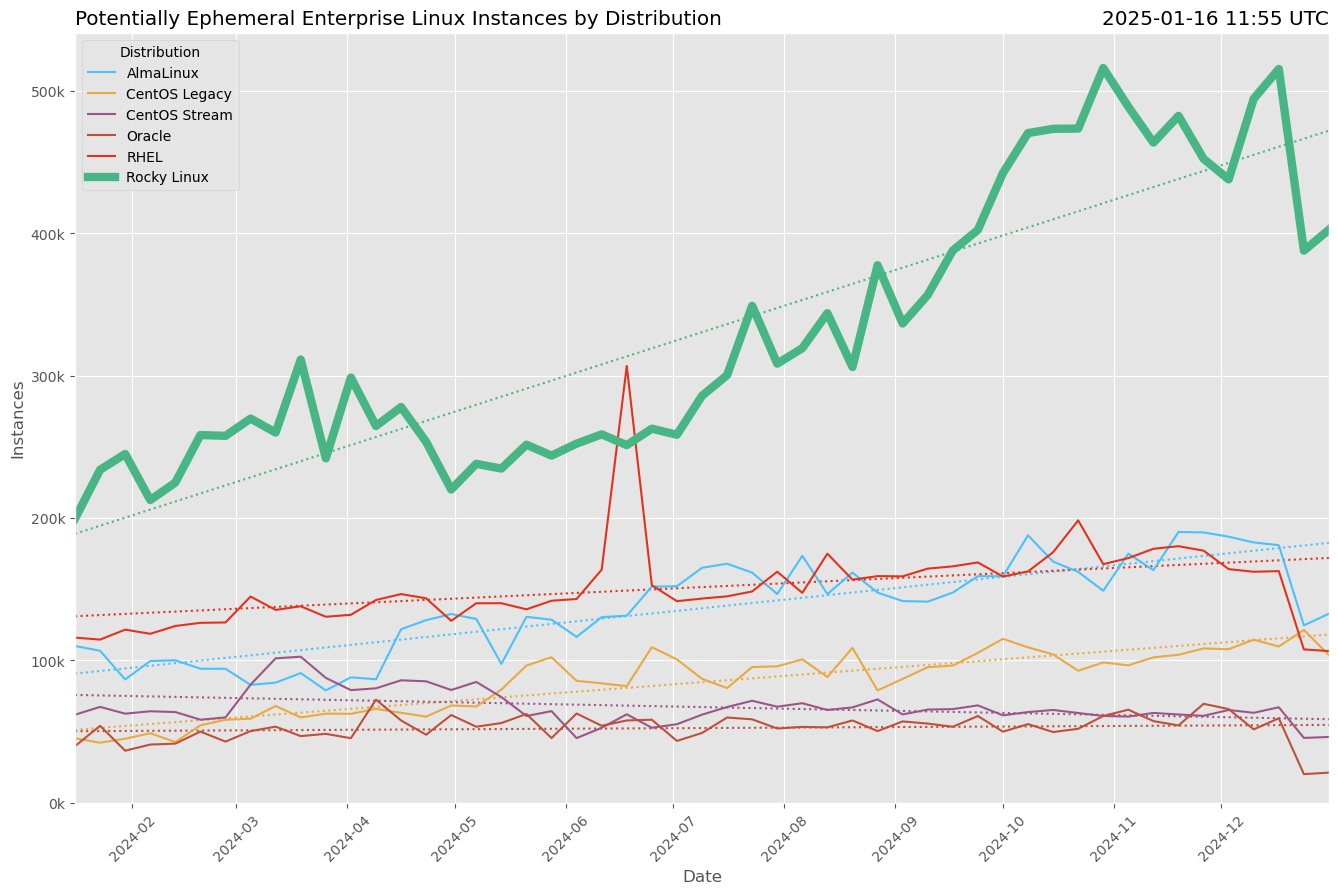 Potentially Ephemeral Enterprise Linux Instances by Distribution
2025-01-16 11:55 UTC
Distribution
AlmaLinux
CentOS Legacy
CentOS Stream
Oracle
RHEL
Rocky Linux
500k
400k
300k
200k
100k
0k
Instances
2024-02
2024-03
2024-04
2024-05
2024-06
2024-07
2024-08
2024-09
2024-10
2024-11
2024-12
Date